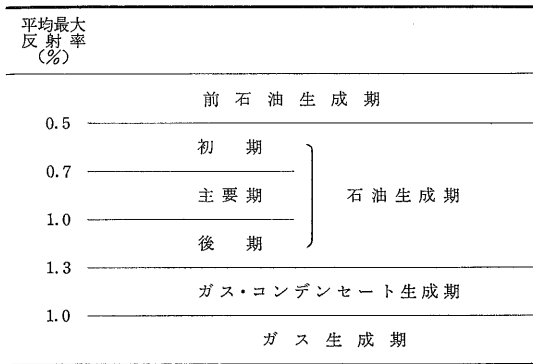 平均最大
反射率
(%)
前石油生成期
0.5
初期
0.7
主要期 石油生成期
1.0
後期
1.3
ガス・コンデンセート生成期
1.0
ガス生成期